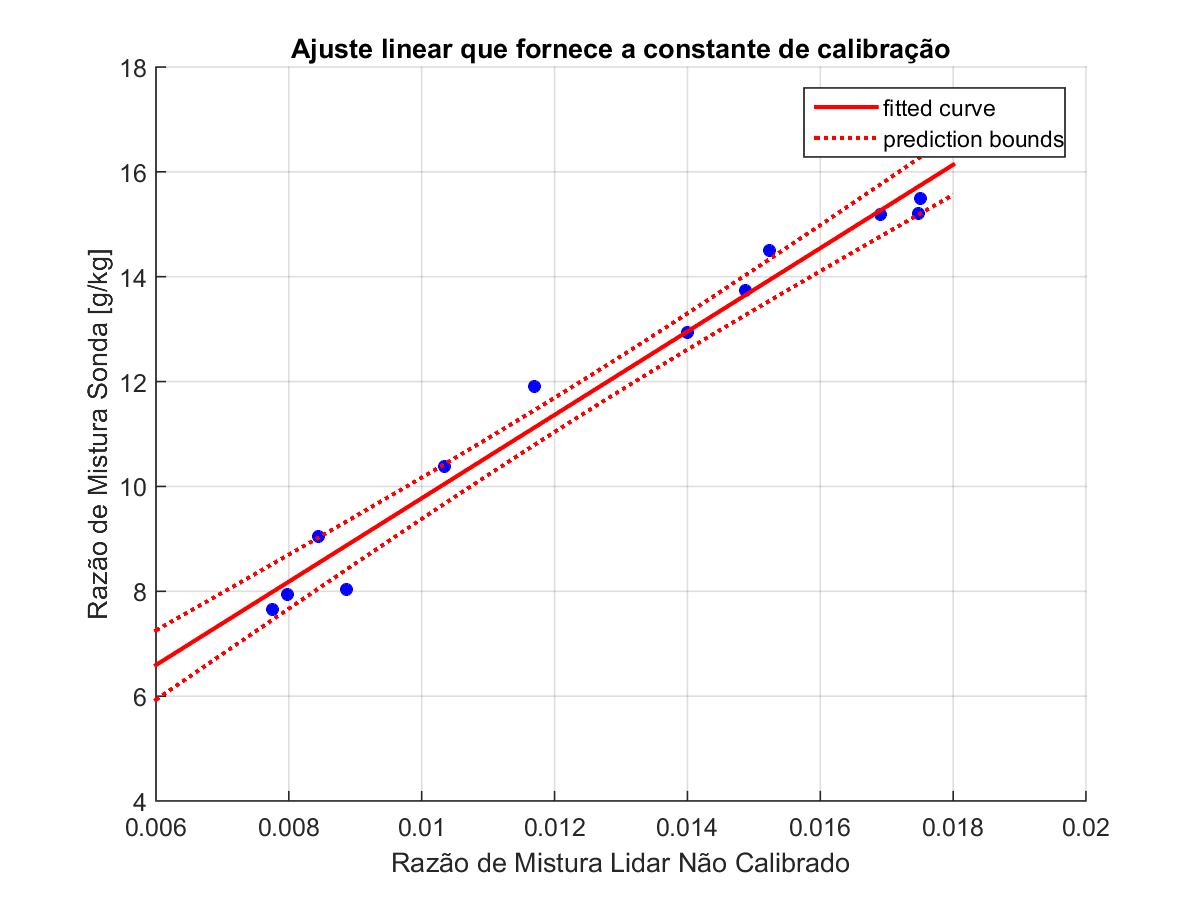 Ajuste linear que fornece a constante de calibração
18
fitted curve
prediction bounds
16
14
12
10
8
6
4
Razão de Mistura Sonda [g/kg]
0.006 0.008 0.01 0.012 0.014 0.016 0.018 0.02
Razão de Mistura Lidar Não Calibrado